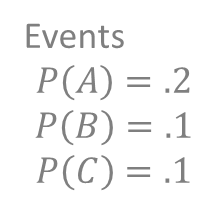 Events
P(A) = .2
P(B) = .1
P(C) = .1